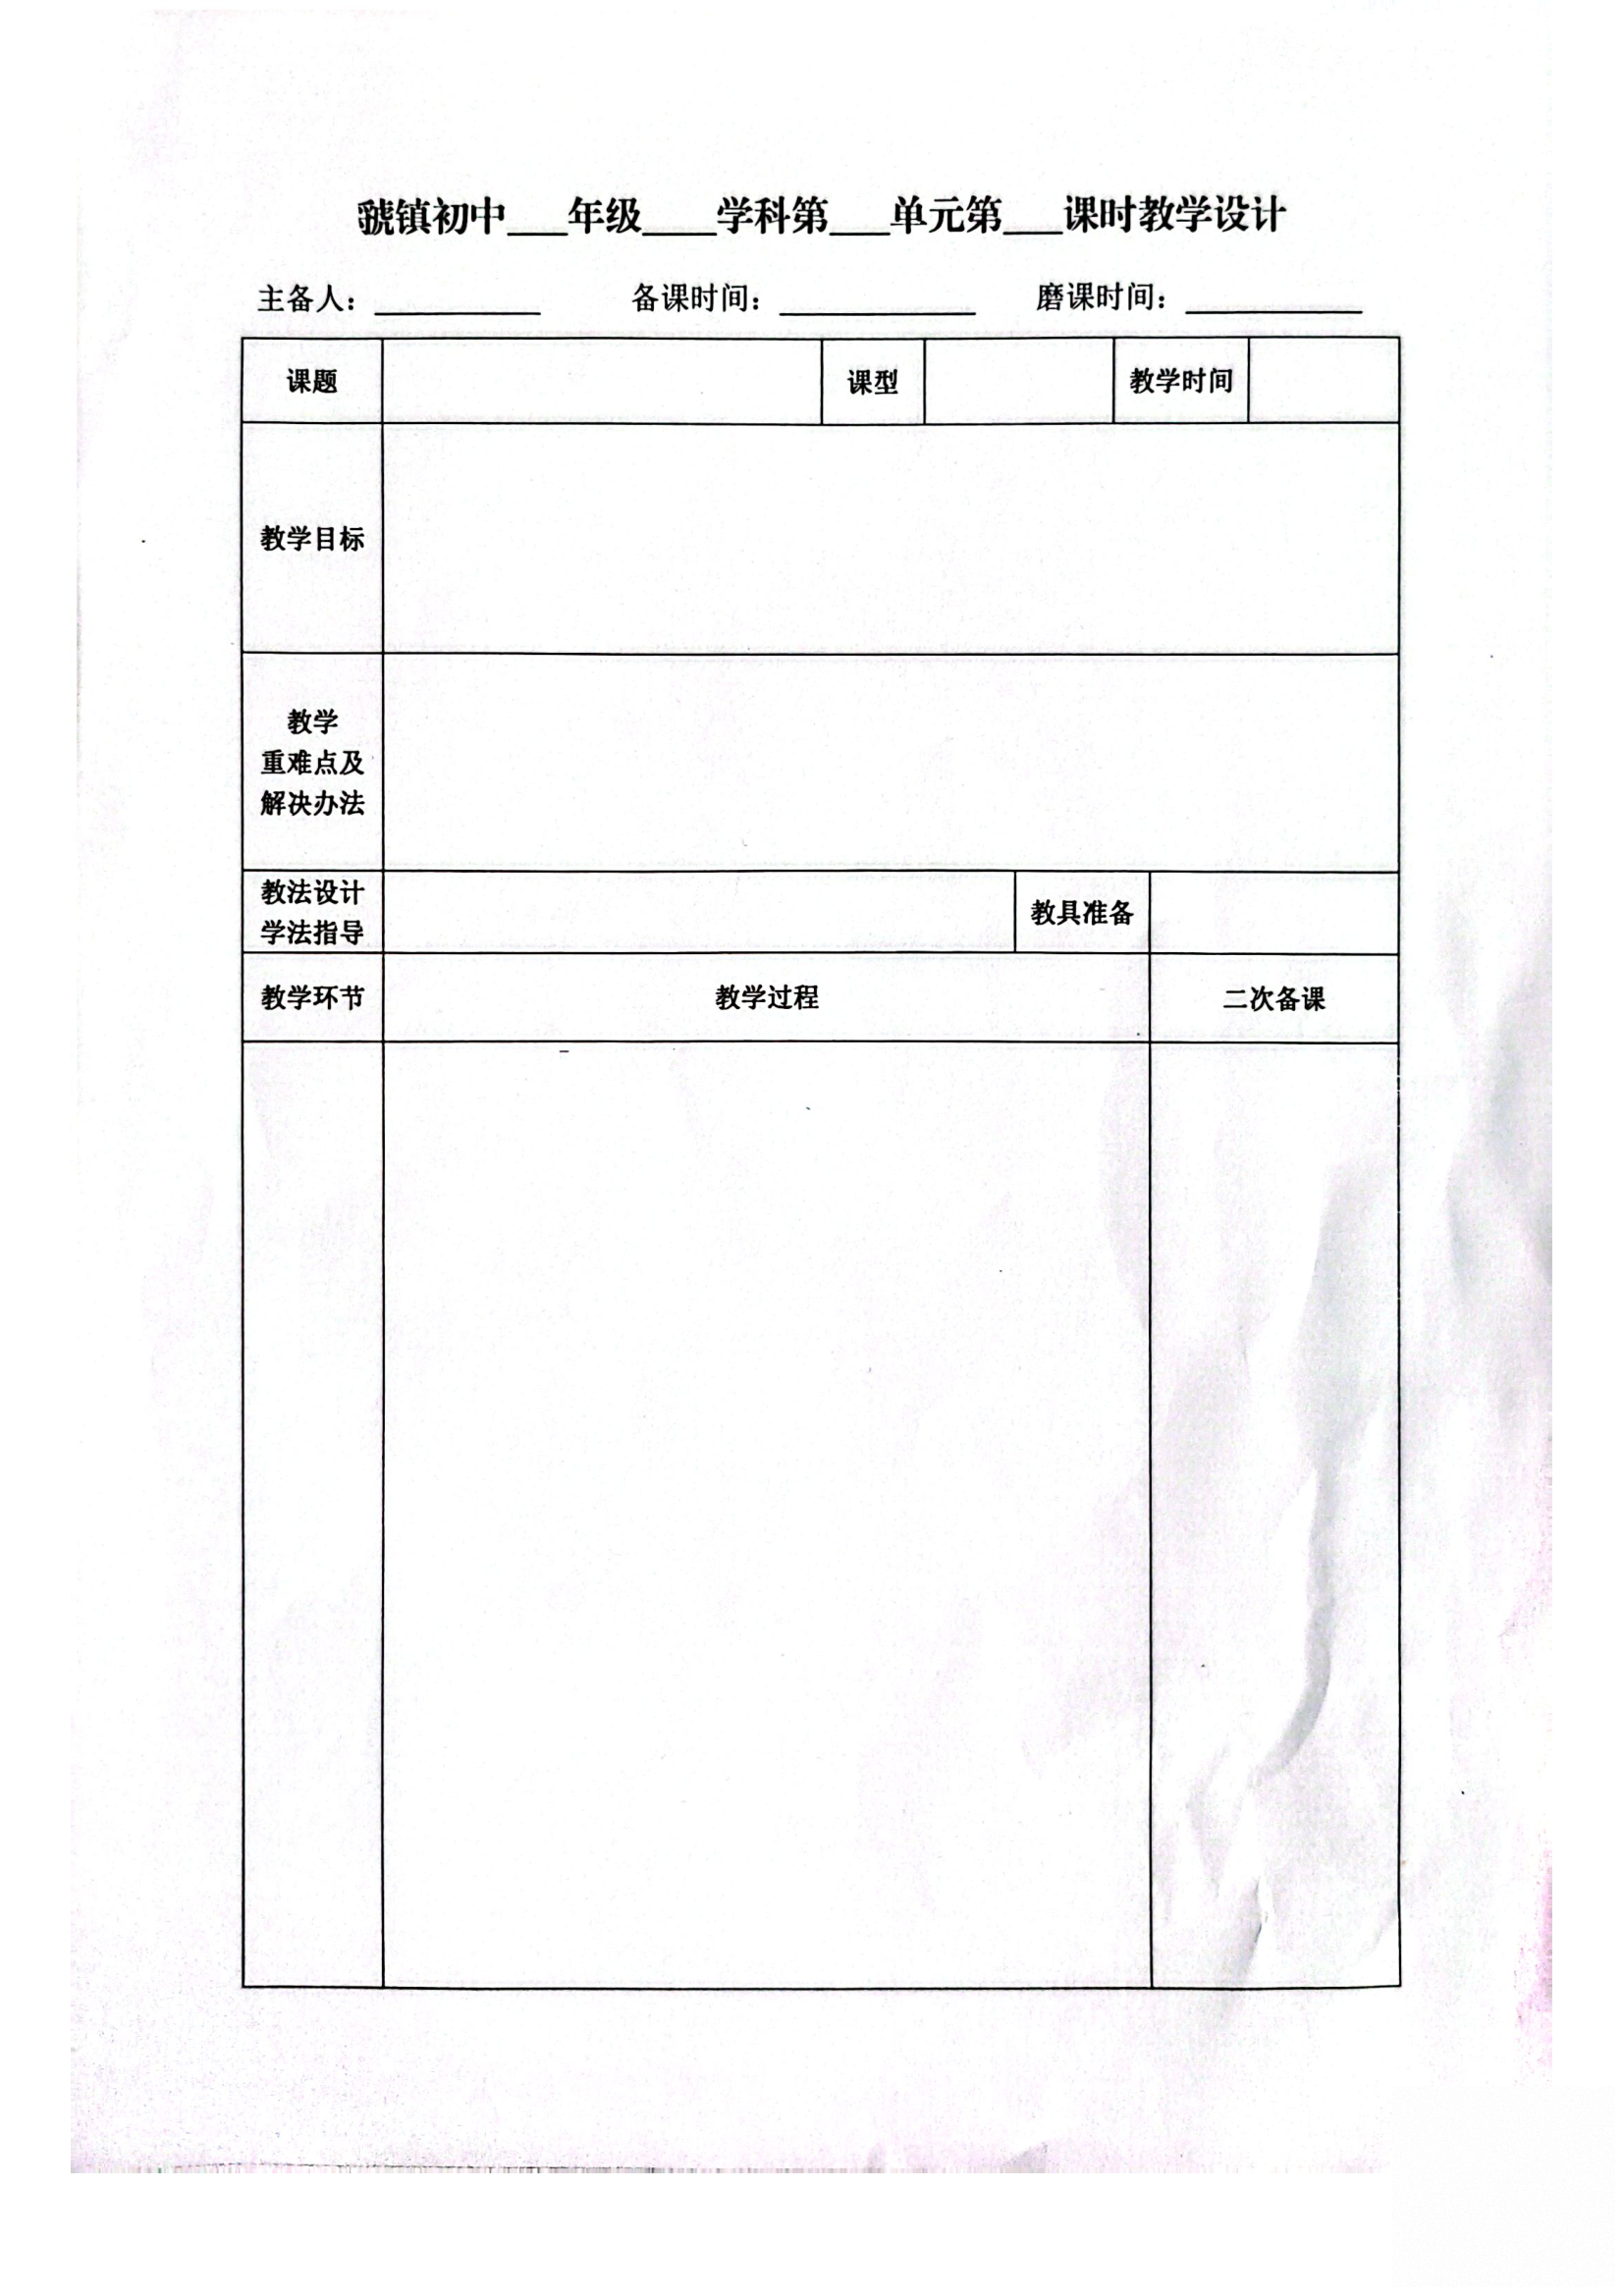 虢镇初中___年级____学科第___单元第___课时教学设计
主备人：__________ 备课时间：____________ 磨课时间：___________
课题 课型 教学时间
教学目标
教学
重难点及
解决办法
教法设计
学法指导
教具准备
教学环节 教学过程 二次备课